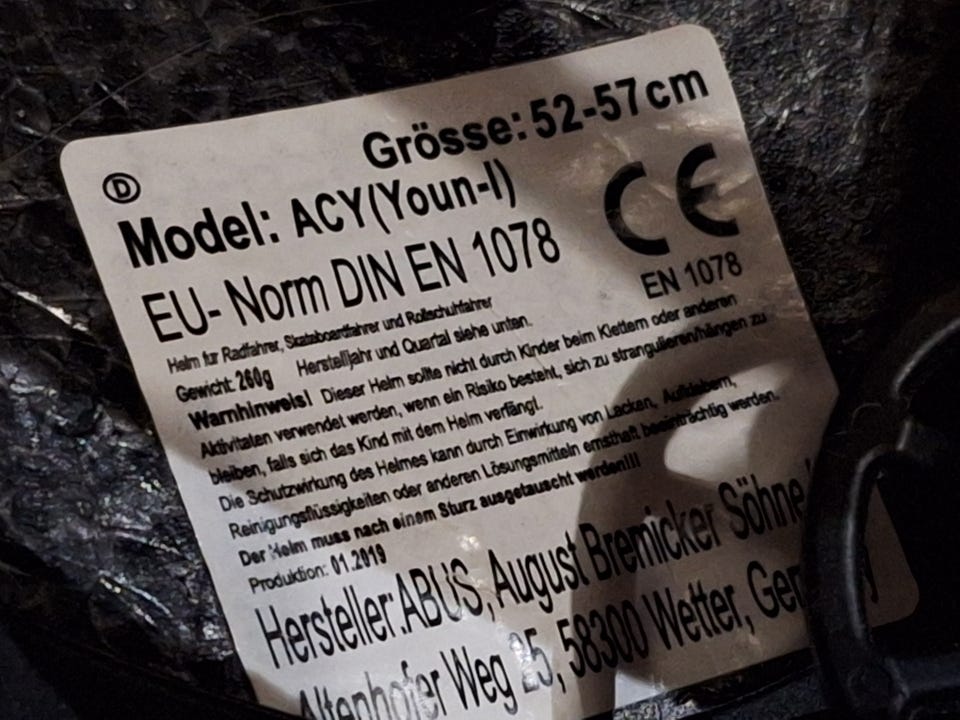 Grösse: 52-57cm
D
Model: ACY(Youn-I)
CE
EU- Norm DIN EN 1078
EN 1078
Helm fur Radfahrer, Skateboardfahrer und Rollschuhfahrer
Gewicht: 260g Herstelljahr und Quartal siehe unten.
Warnhinweis! Dieser Helm sollte nicht durch Kinder beim Klettern oder anderen
Aktivitaten verwendet werden, wenn ein Risiko besteht, sich zu strangulieren/hängen zu
bleiben, falls sich das Kind mit dem Helm verfängt.
Die Schutzwirkung des Helmes kann durch Einwirkung von Lacken, Aufklebern,
Reinigungsflüssigkeiten oder anderen Lösungsmitteln ernsthaft beeinträchtig werden.
Der Helm muss nach einem Sturz ausgetauscht werden!!!
Produktion: 01.2019
Hersteller:ABUS, August Bremicker Söhne
Altenhofer Weg 25, 58300 Wetter,